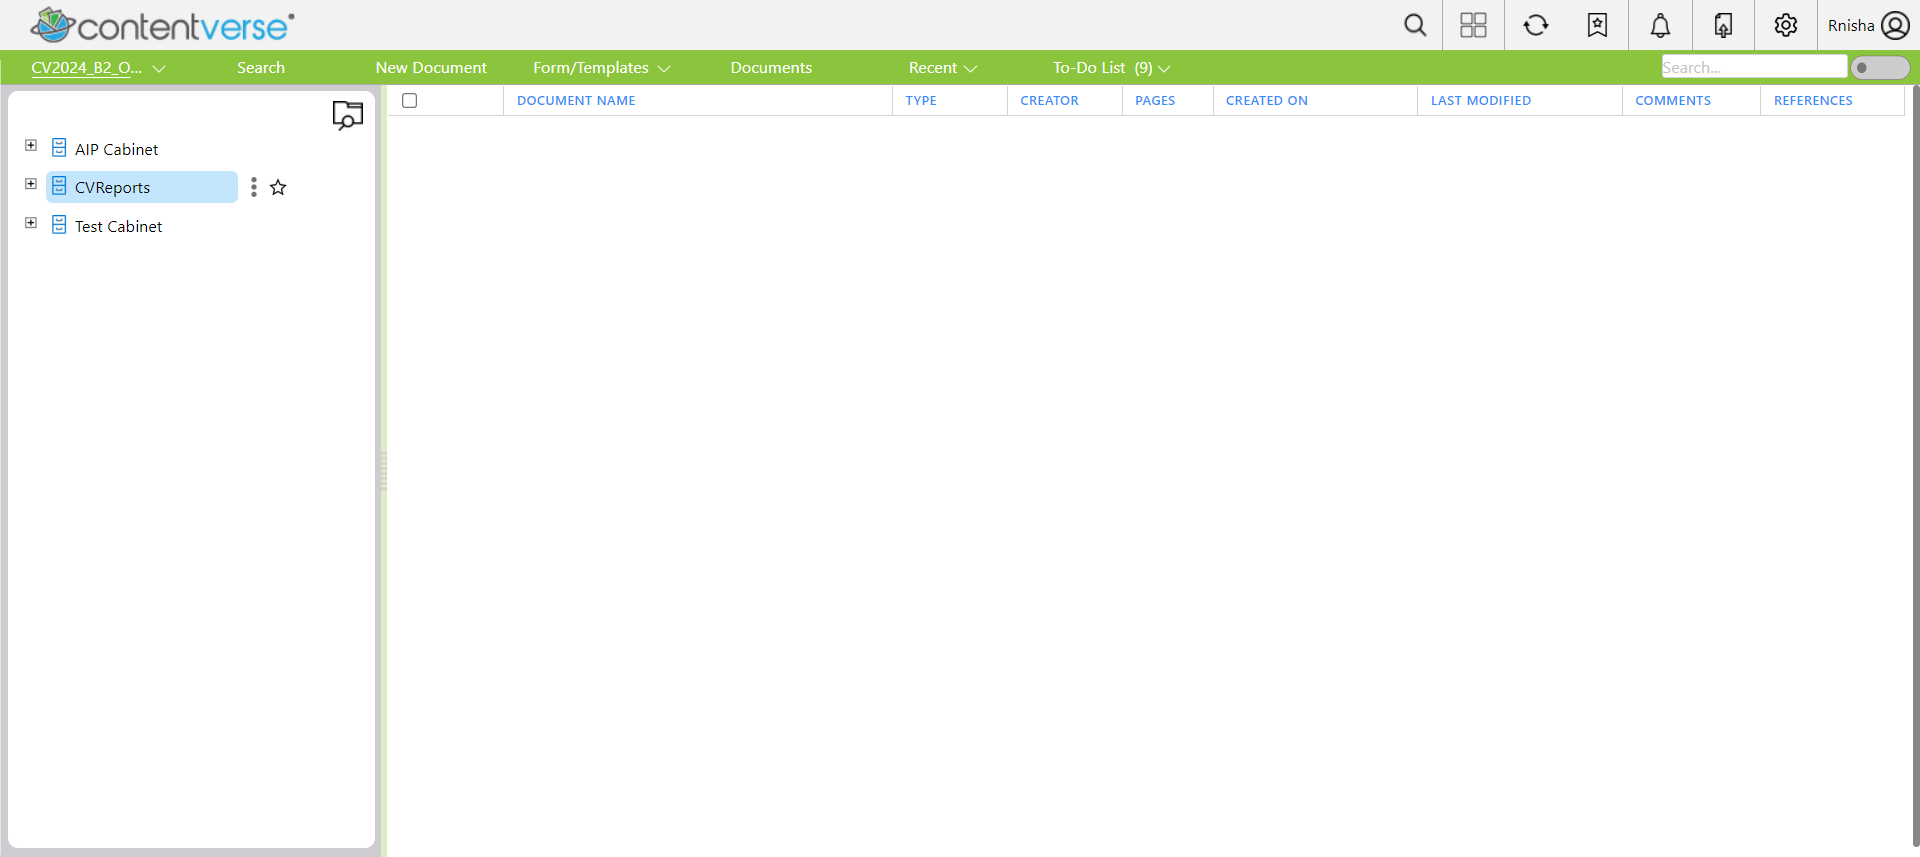 contentverse
Rnisha
CV2024_B2_O... Search New Document Form/Templates Documents Recent To-Do List (9) Search...
DOCUMENT NAME TYPE CREATOR PAGES CREATED ON LAST MODIFIED COMMENTS REFERENCES
AIP Cabinet
CVReports
Test Cabinet